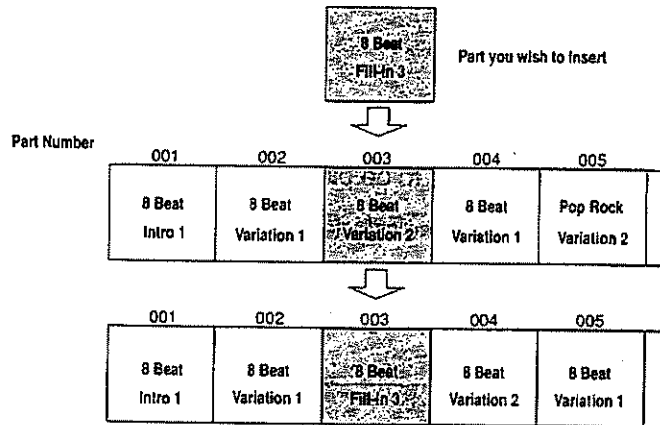 8 Beat
Fill-in 3
Part you wish to insert
Part Number
001 002 003 004 005
8 Beat 8 Beat 8 Beat 8 Beat Pop Rock
Intro 1 Variation 1 Variation 2 Variation 1 Variation 2
001 002 003 004 005
8 Beat 8 Beat 8 Beat 8 Beat 8 Beat
Intro 1 Variation 1 Fill-in 3 Variation 2 Variation 1